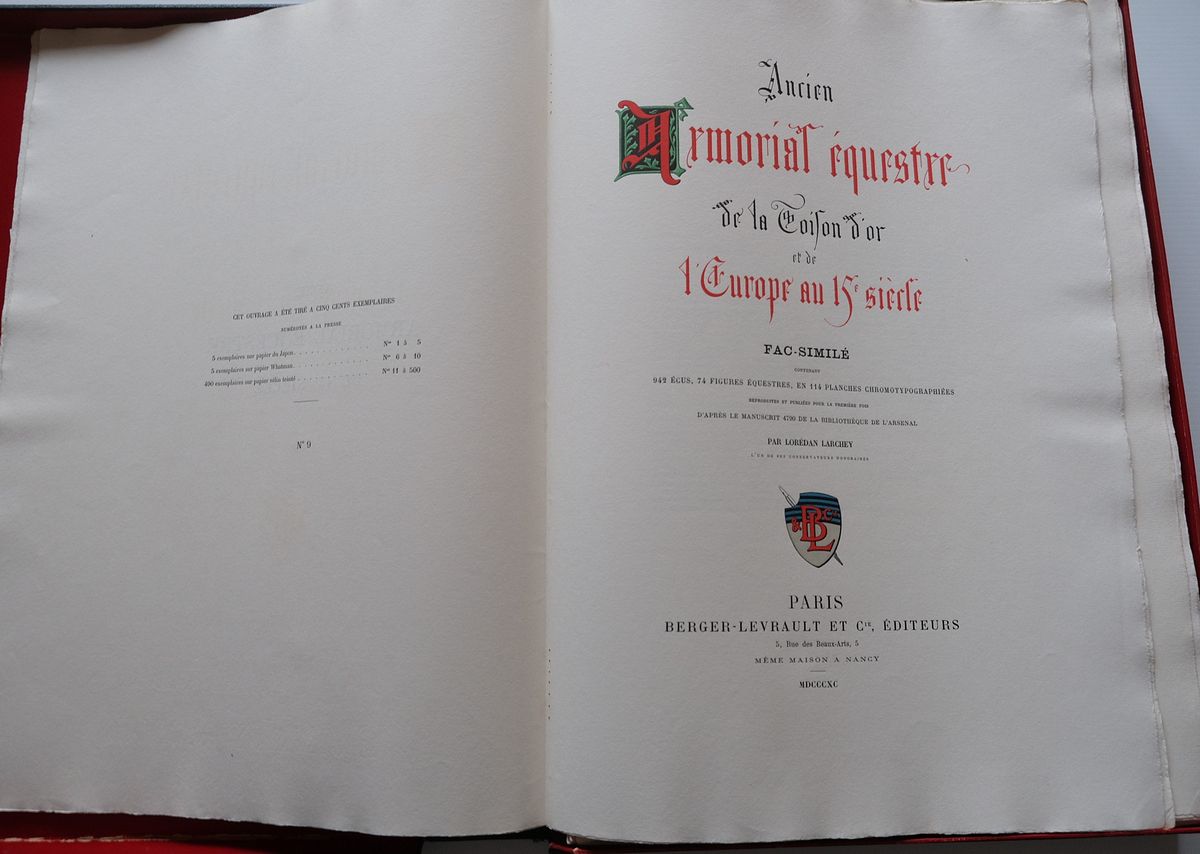 CET OUVRAGE A ÉTÉ TIRÉ A CINQ CENTS EXEMPLAIRES
NUMÉROTÉS A LA PRESSE
5 exemplaires sur papier du Japon . . . . . . . . . . . Nos 1 à 5
5 exemplaires sur papier Whatman. . . . . . . . . . . Nos 6 à 10
490 exemplaires sur papier vélin teinté . . . . . . . . . . Nos 11 à 500
N° 9
Ancien
Armorial équestre
de la Toison d'or
et de
l'Europe au 15e siècle
FAC-SIMILÉ
CONTENANT
942 ÉCUS, 74 FIGURES ÉQUESTRES, EN 114 PLANCHES CHROMOTYPOGRAPHIÉES
REPRODUITES ET PUBLIÉES POUR LA PREMIÈRE FOIS
D'APRÈS LE MANUSCRIT 4790 DE LA BIBLIOTHÈQUE DE L'ARSENAL
PAR LORÉDAN LARCHEY
L'UN DE SES CONSERVATEURS HONORAIRES
B.L & Cie
PARIS
BERGER-LEVRAULT ET Cie, ÉDITEURS
5, Rue des Beaux-Arts, 5
MÊME MAISON A NANCY
MDCCCXC